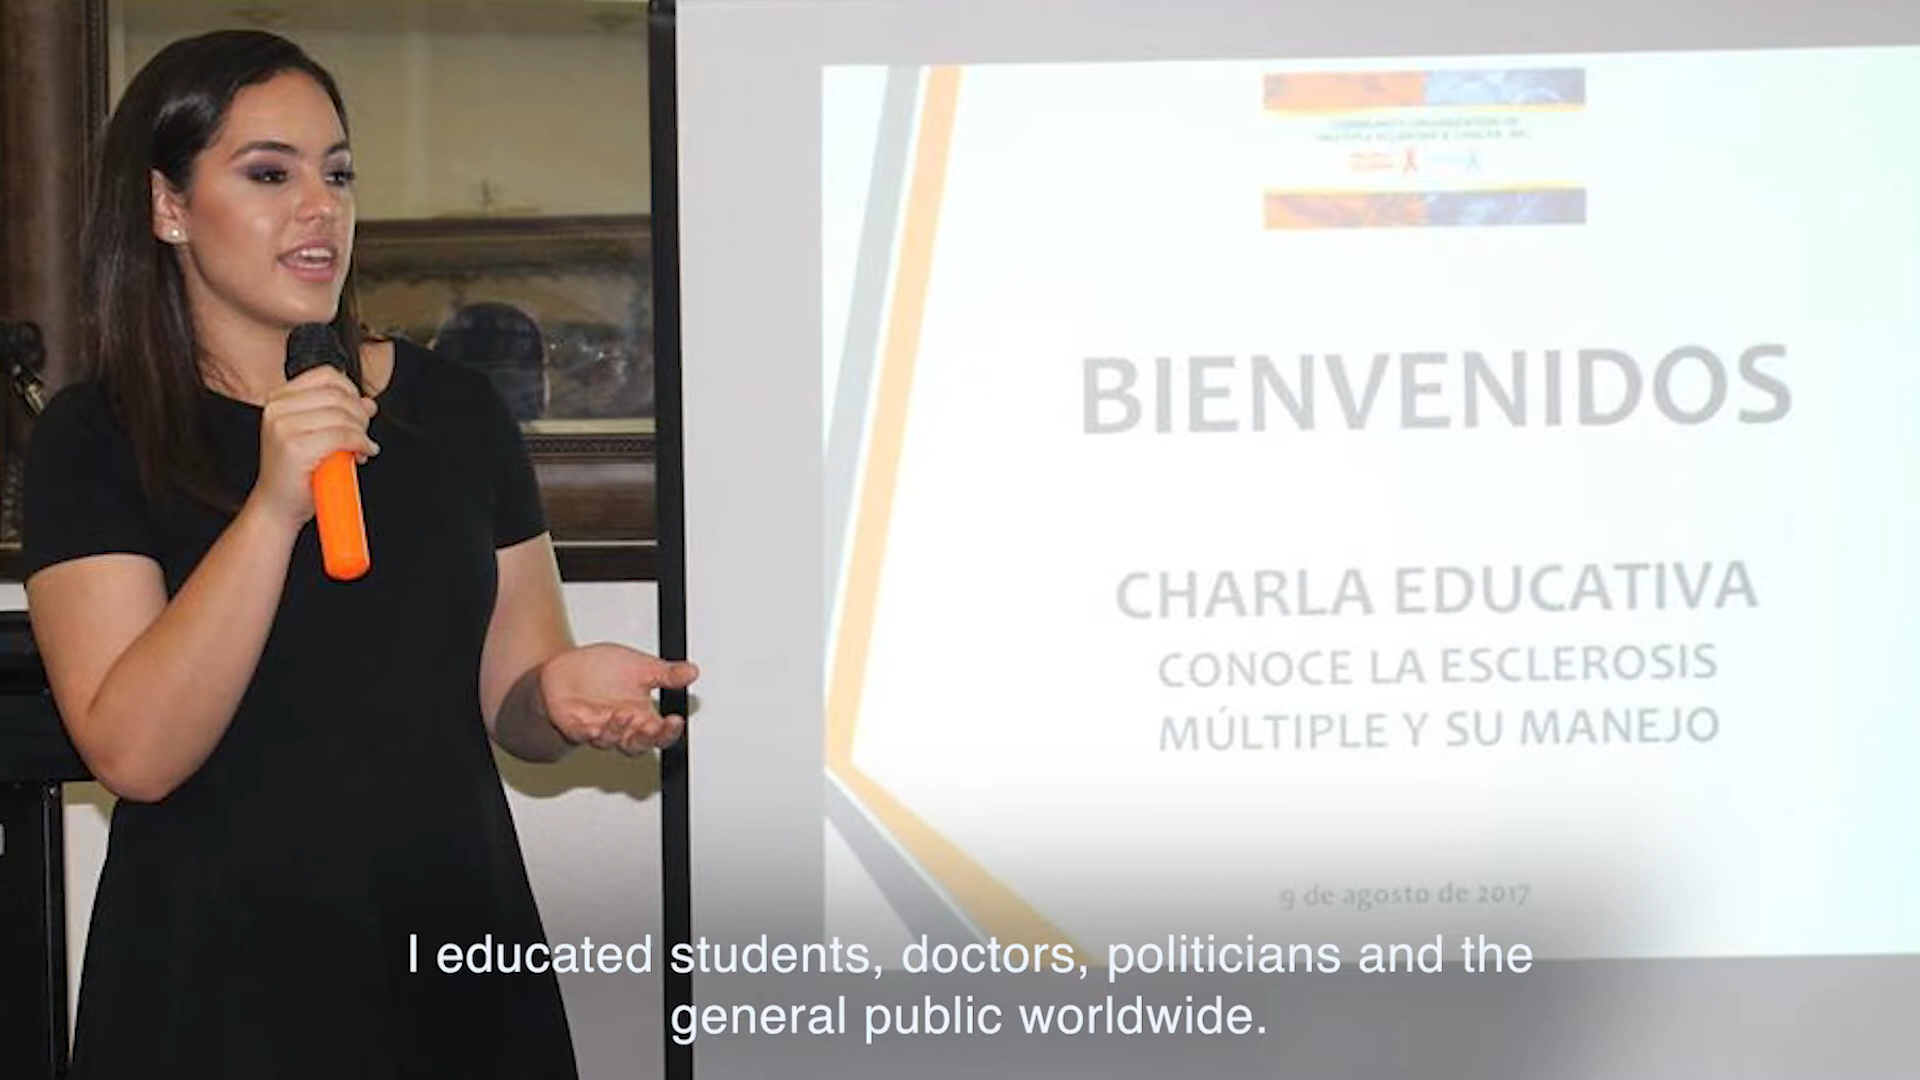 BIENVENIDOS
CHARLA EDUCATIVA
CONOCE LA ESCLEROSIS
MÚLTIPLE Y SU MANEJO
9 de agosto de 2017
I educated students, doctors, politicians and the
general public worldwide.